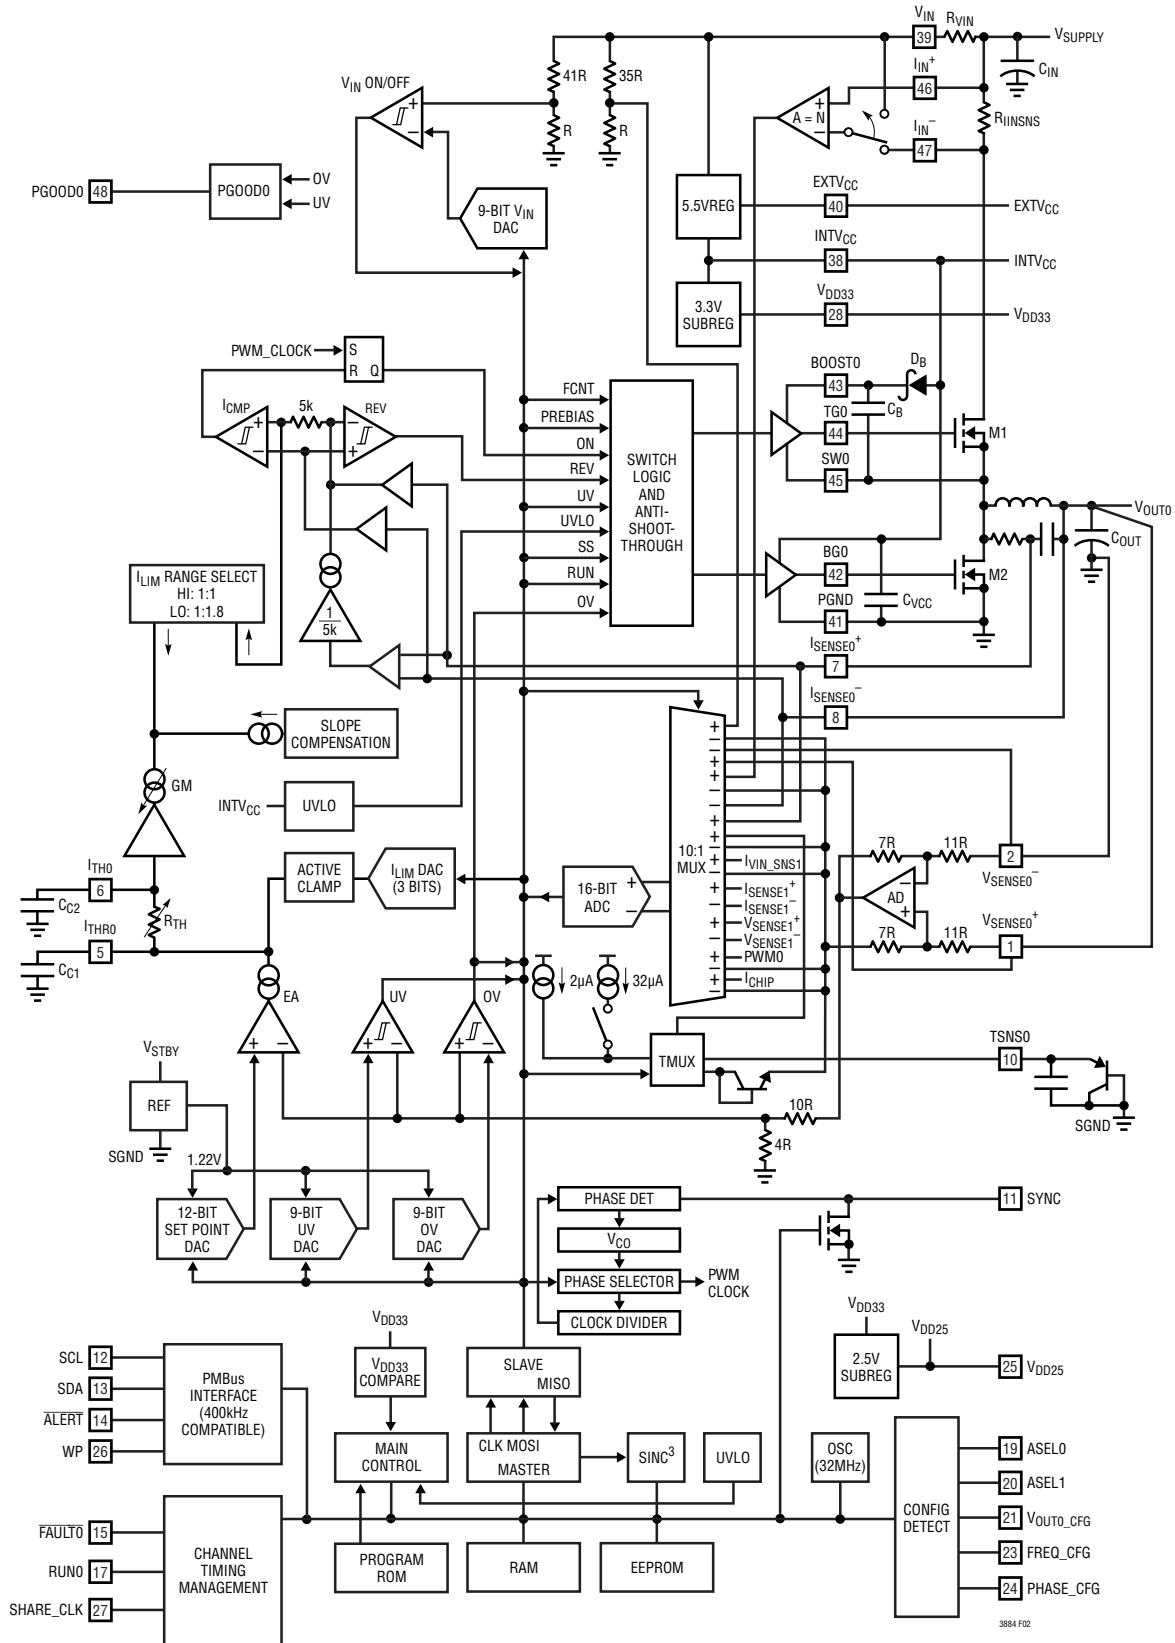 VIN
RVIN
39
VSUPPLY
CIN
41R
35R
R
R
VIN ON/OFF
+
−
IIN+
46
RIINSNS
A = N
+
−
IIN−
47
PGOOD0 48
PGOOD0
OV
UV
9-BIT VIN
DAC
5.5VREG
EXTVCC
40
EXTVCC
INTVCC
38
INTVCC
3.3V
SUBREG
VDD33
28
VDD33
PWM_CLOCK
S
R Q
ICMP
+
−
5k
REV
−
+
FCNT
PREBIAS
ON
REV
UV
UVLO
SS
RUN
OV
SWITCH
LOGIC
AND
ANTI-
SHOOT-
THROUGH
BOOST0
43
DB
CB
TG0
44
M1
SW0
45
VOUT0
COUT
BG0
42
M2
CVCC
PGND
41
ILIM RANGE SELECT
HI: 1:1
LO: 1:1.8
1
5k
ISENSE0+
7
ISENSE0−
8
SLOPE
COMPENSATION
GM
INTVCC
UVLO
ACTIVE
CLAMP
ILIM DAC
(3 BITS)
ITH0
6
CC2
RTH
ITHR0
5
CC1
16-BIT
ADC
+
−
10:1
MUX
+
−
−
+
+
−
−
+
+
−
+
−
+
−
+
−
+
−
+
−
IVIN_SNS1
ISENSE1+
ISENSE1−
VSENSE1+
VSENSE1−
PWM0
ICHIP
7R
11R
2
VSENSE0−
AD
−
+
VSENSE0+
7R
11R
1
EA
+ −
UV
+ −
OV
+ −
2µA
32µA
TMUX
TSNS0
10
SGND
10R
4R
VSTBY
REF
SGND
1.22V
12-BIT
SET POINT
DAC
9-BIT
UV
DAC
9-BIT
OV
DAC
PHASE DET
VCO
PHASE SELECTOR
CLOCK DIVIDER
PWM
CLOCK
11 SYNC
VDD33
VDD25
2.5V
SUBREG
25 VDD25
SCL 12
SDA 13
ALERT 14
WP 26
PMBus
INTERFACE
(400kHz
COMPATIBLE)
VDD33
VDD33
COMPARE
SLAVE
MISO
CLK MOSI
MASTER
MAIN
CONTROL
SINC3
UVLO
OSC
(32MHz)
CONFIG
DETECT
19 ASEL0
20 ASEL1
21 VOUT0_CFG
23 FREQ_CFG
24 PHASE_CFG
FAULT0 15
RUN0 17
SHARE_CLK 27
CHANNEL
TIMING
MANAGEMENT
PROGRAM
ROM
RAM
EEPROM
3884 F02